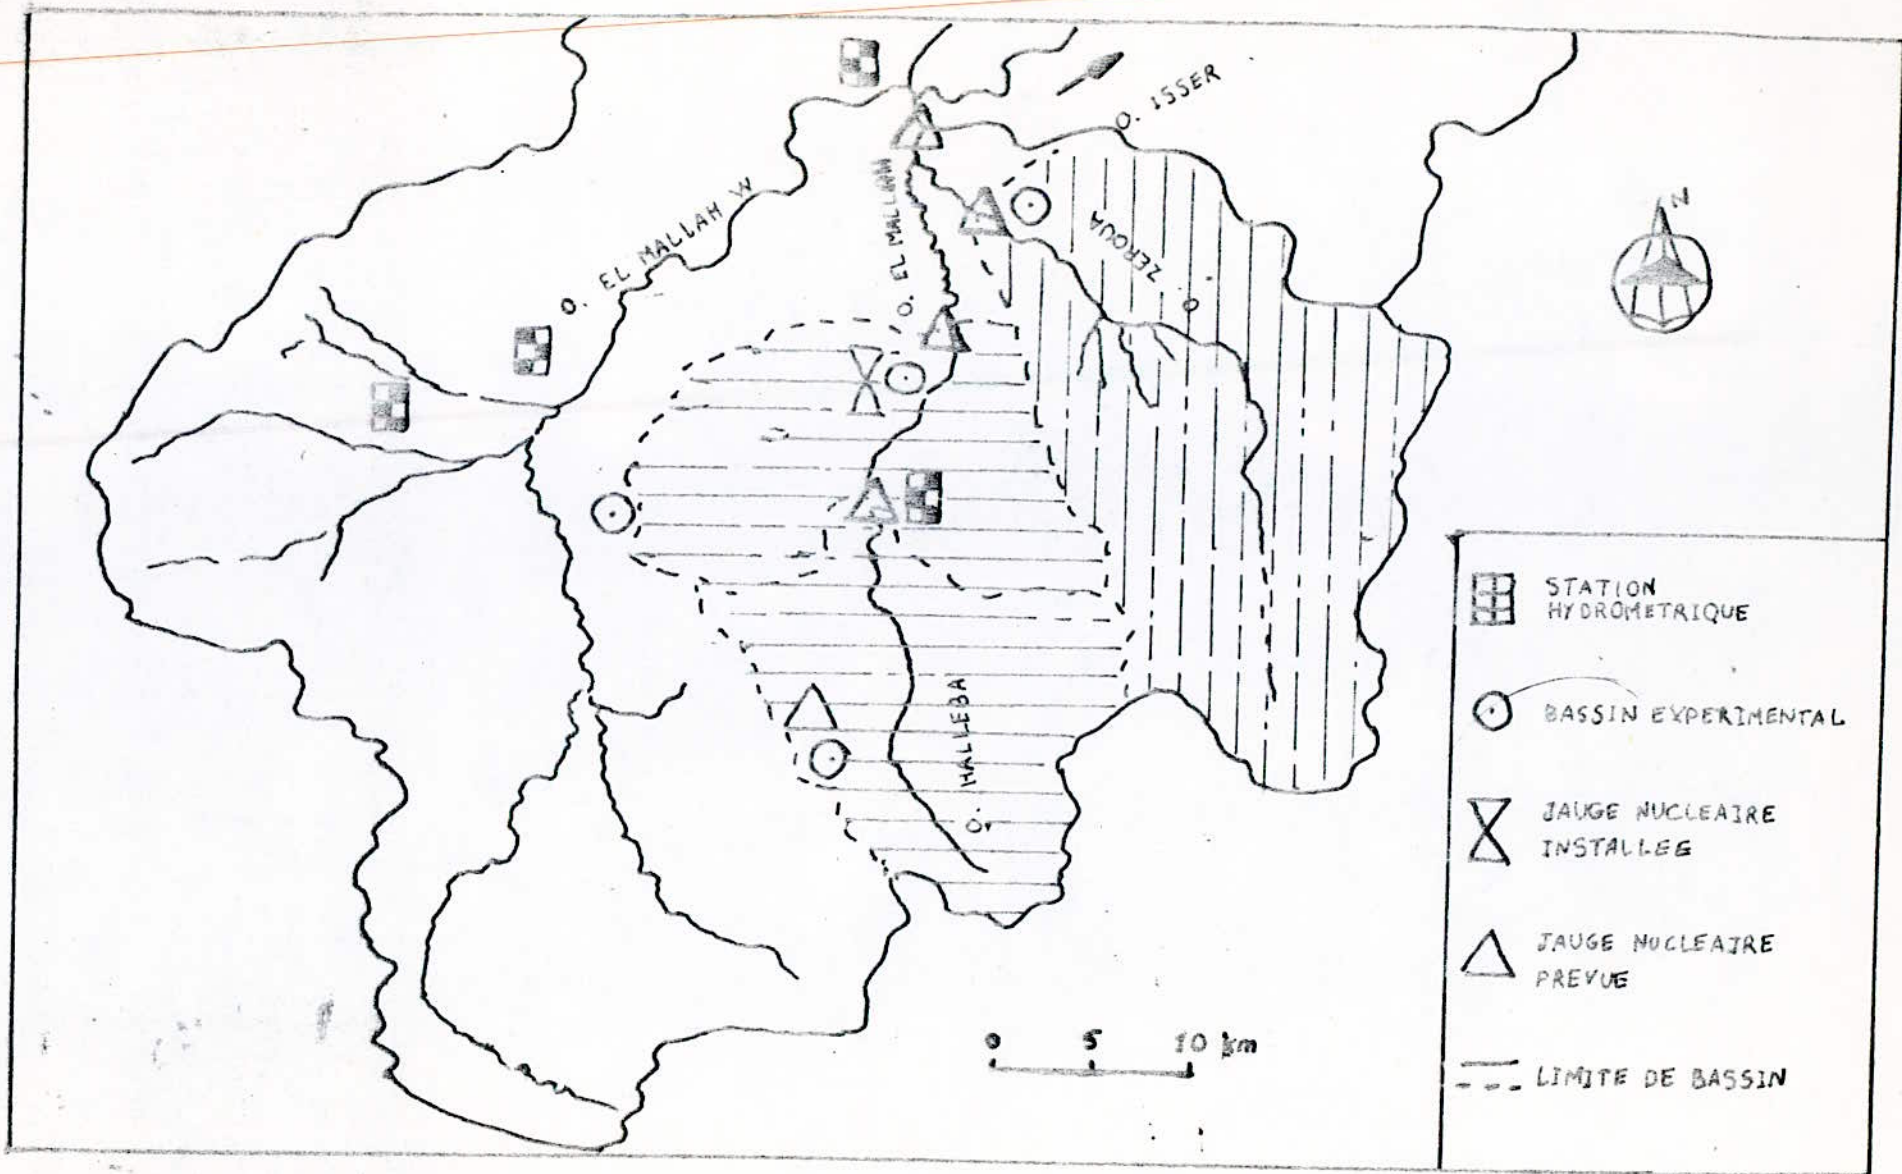 O. ISSER
O. EL MALLAH W
O. EL MALLAH
O. ZEROUA
N
O. HALLEBA
0 5 10 km
STATION
HYDROMETRIQUE
BASSIN EXPERIMENTAL
JAUGE NUCLEAIRE
INSTALLEE
JAUGE NUCLEAIRE
PREVUE
LIMITE DE BASSIN